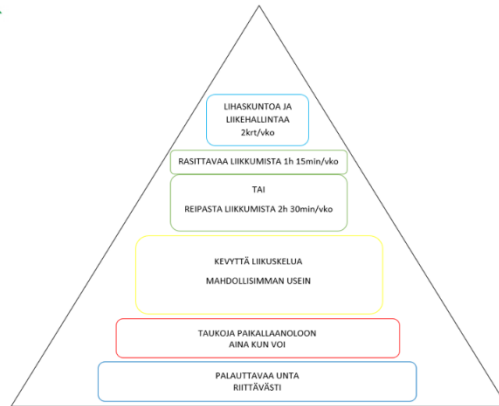 LIHASKUNTOA JA
LIIKEHALLINTAA
2krt/vko
RASITTAVAA LIIKKUMISTA 1h 15min/vko
TAI
REIPASTA LIIKKUMISTA 2h 30min/vko
KEVYTTÄ LIIKUSKELUA
MAHDOLLISIMMAN USEIN
TAUKOJA PAIKALLAANOLOON
AINA KUN VOI
PALAUTTAVAA UNTA
RIITTÄVÄSTI